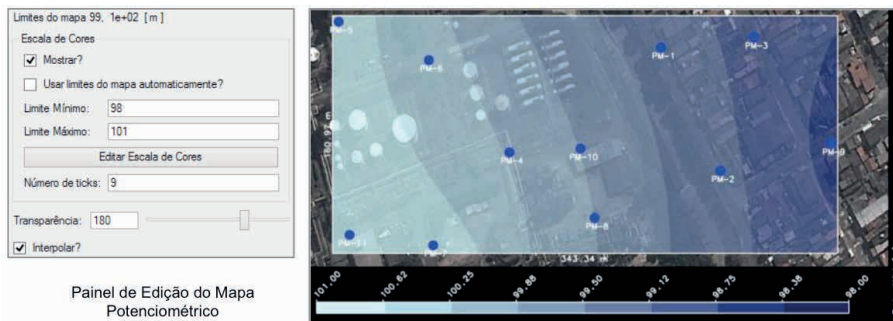 Limites do mapa 99, 1e+02 [m]
Escala de Cores
Mostrar?
Usar limites do mapa automaticamente?
Limite Mínimo: 98
Limite Máximo: 101
Editar Escala de Cores
Número de ticks: 9
Transparência: 180
Interpolar?
Painel de Edição do Mapa
Potenciométrico
PM-5
PM-6
PM-1
PM-3
PM-4
PM-10
PM-9
PM-2
PM-8
PM-11
PM-7
343.34 m
101.00 100.62 100.25 99.88 99.50 99.12 98.75 98.38 98.00